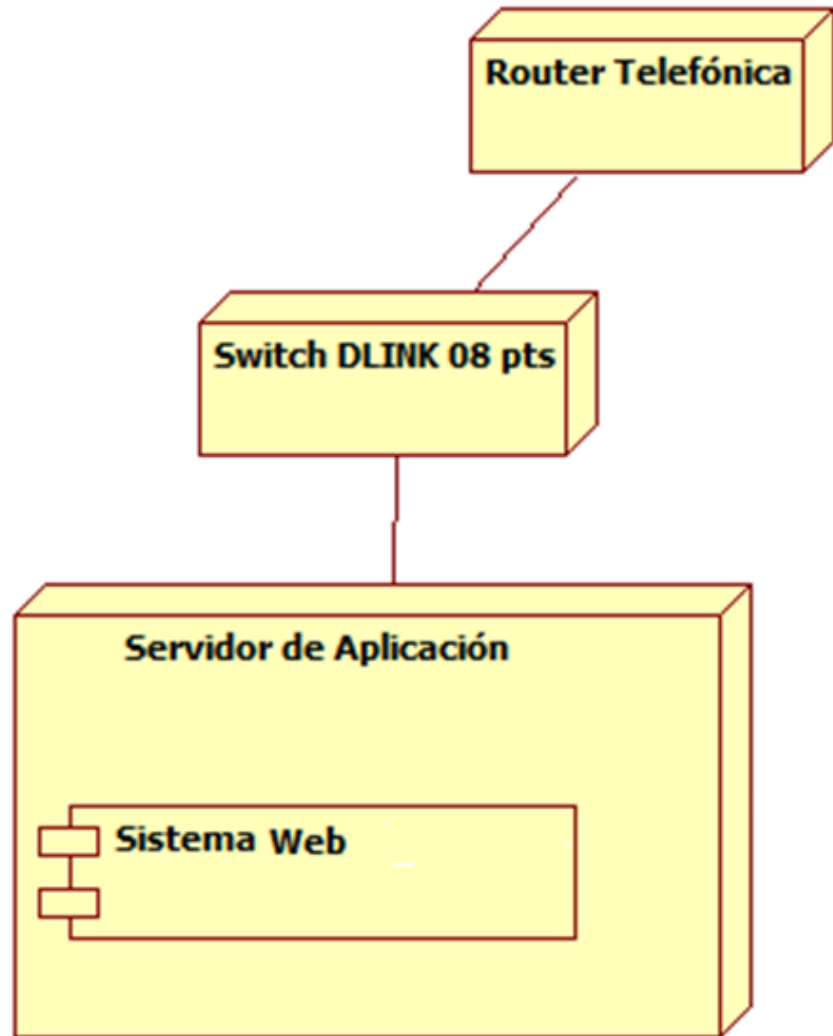 Router Telefónica
Switch DLINK 08 pts
Servidor de Aplicación
Sistema Web